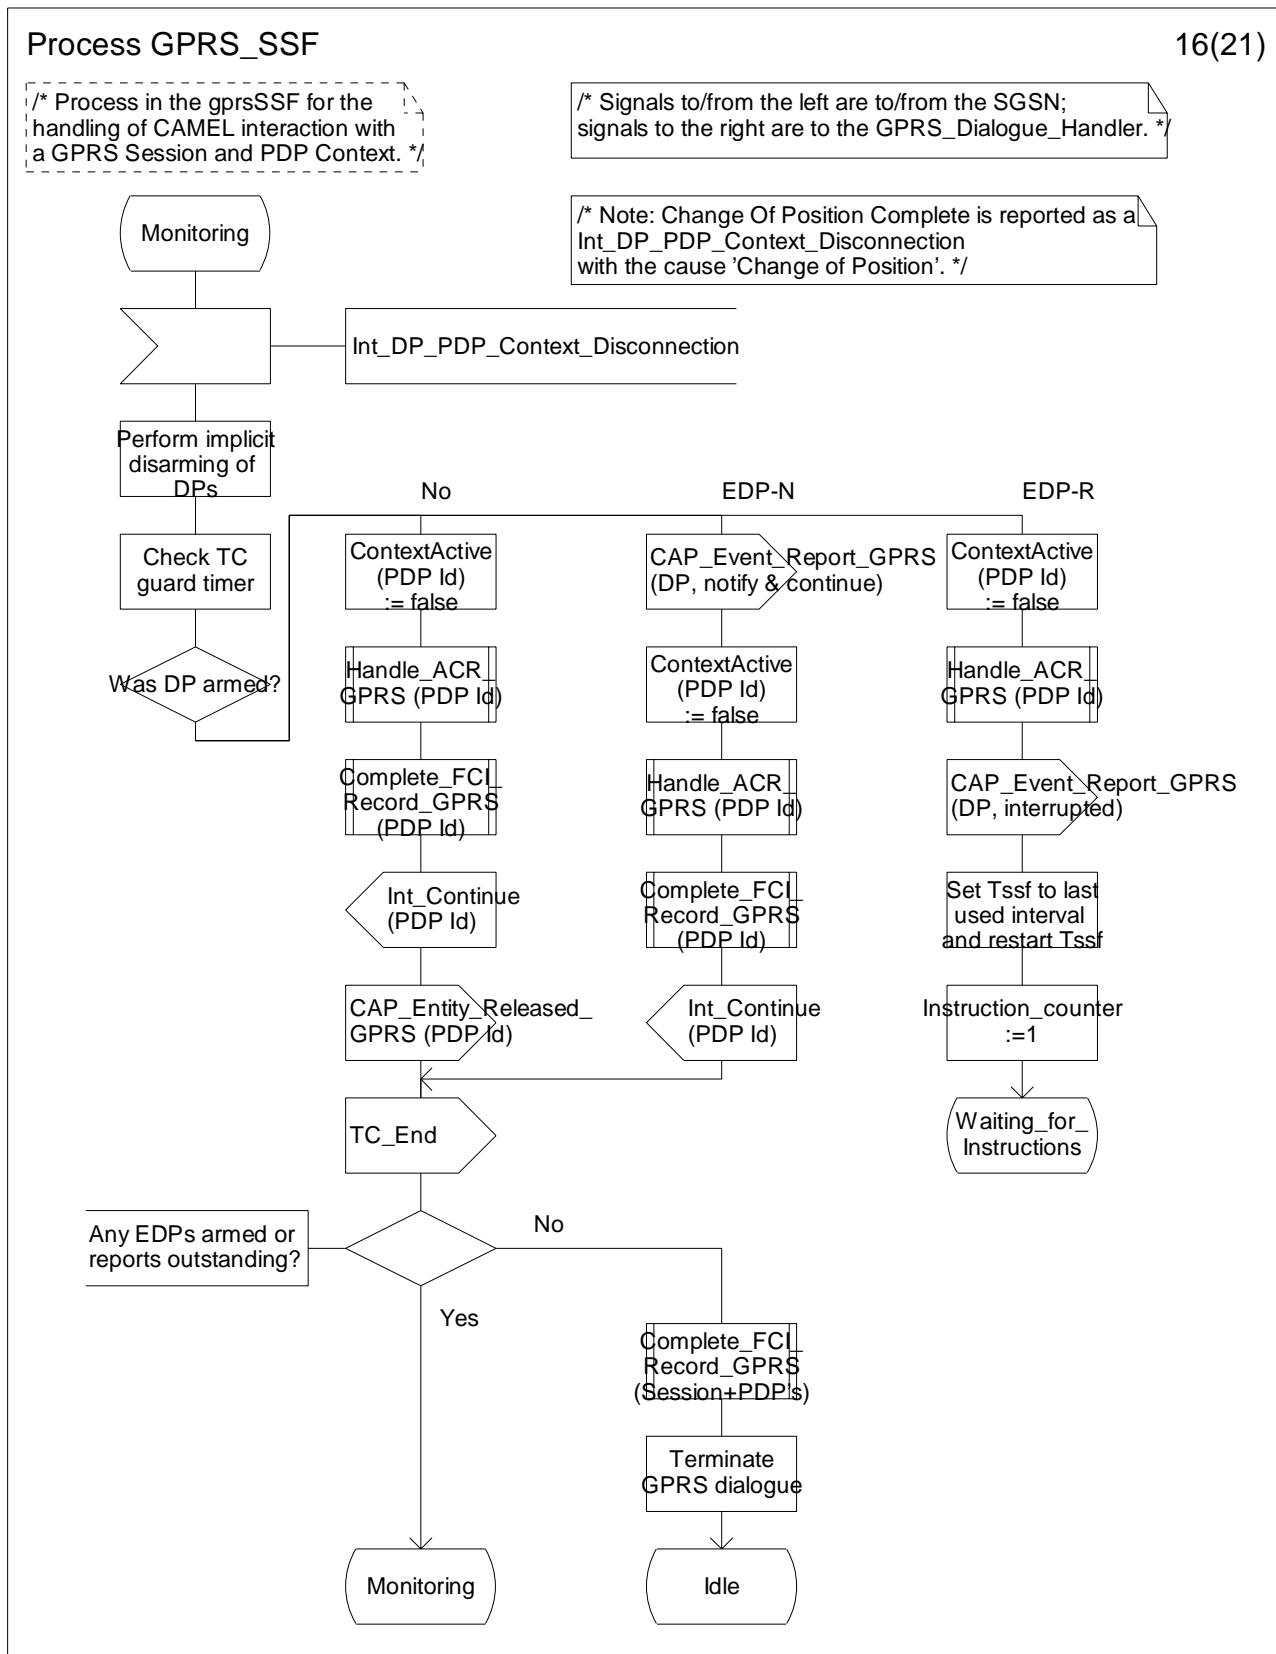 Process GPRS_SSF
16(21)
/* Process in the gprsSSF for the
handling of CAMEL interaction with
a GPRS Session and PDP Context. */
/* Signals to/from the left are to/from the SGSN;
signals to the right are to the GPRS_Dialogue_Handler. */
/* Note: Change Of Position Complete is reported as a
Int_DP_PDP_Context_Disconnection
with the cause 'Change of Position'. */
Monitoring
Int_DP_PDP_Context_Disconnection
Perform implicit
disarming of
DPs
Check TC
guard timer
Was DP armed?
No
ContextActive
(PDP Id)
:= false
Handle_ACR_
GPRS (PDP Id)
Complete_FCI_
Record_GPRS
(PDP Id)
Int_Continue
(PDP Id)
CAP_Entity_Released_
GPRS (PDP Id)
EDP-N
CAP_Event_Report_GPRS
(DP, notify & continue)
ContextActive
(PDP Id)
:= false
Handle_ACR_
GPRS (PDP Id)
Complete_FCI_
Record_GPRS
(PDP Id)
Int_Continue
(PDP Id)
EDP-R
ContextActive
(PDP Id)
:= false
Handle_ACR_
GPRS (PDP Id)
CAP_Event_Report_GPRS
(DP, interrupted)
Set Tssf to last
used interval
and restart Tssf
Instruction_counter
:=1
Waiting_for_
Instructions
TC_End
Any EDPs armed or
reports outstanding?
No
Yes
Complete_FCI_
Record_GPRS
(Session+PDP's)
Terminate
GPRS dialogue
Monitoring
Idle